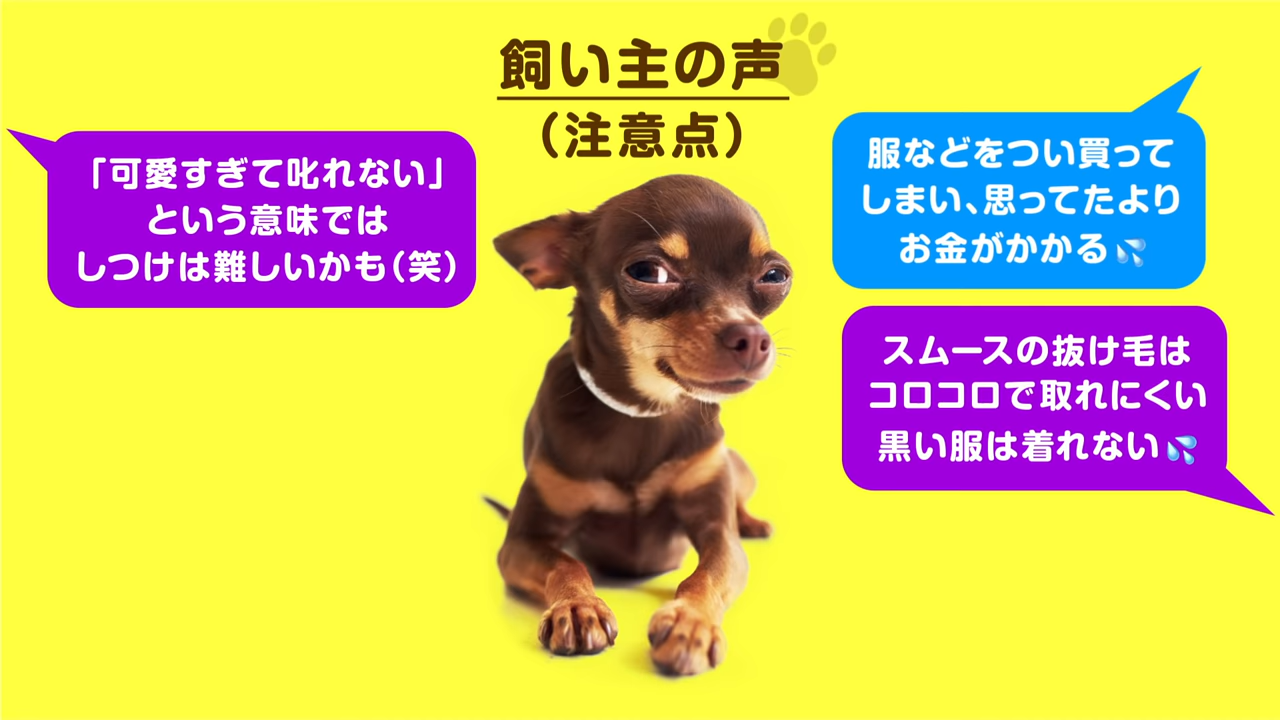 飼い主の声
（注意点）
「可愛すぎて叱れない」
という意味では
しつけは難しいかも（笑）
服などをつい買って
しまい、思ってたより
お金がかかる💦
スムースの抜け毛は
コロコロで取れにくい
黒い服は着れない💦